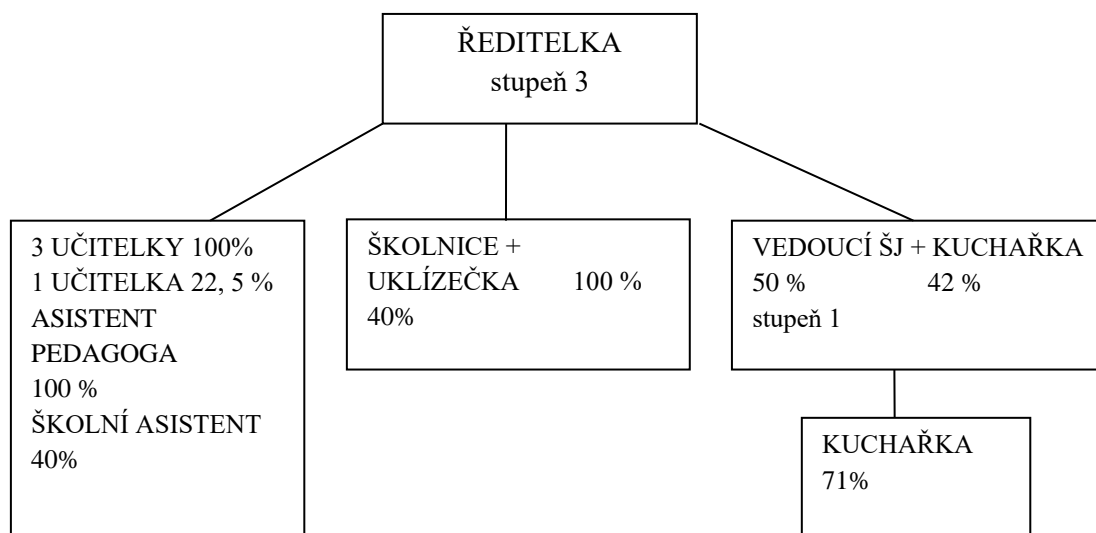 ŘEDITELKA
stupeň 3
3 UČITELKY 100%
1 UČITELKA 22, 5 %
ASISTENT
PEDAGOGA
100 %
ŠKOLNÍ ASISTENT
40%
ŠKOLNICE +
UKLÍZEČKA 100 %
40%
VEDOUCÍ ŠJ + KUCHAŘKA
50 % 42 %
stupeň 1
KUCHAŘKA
71%